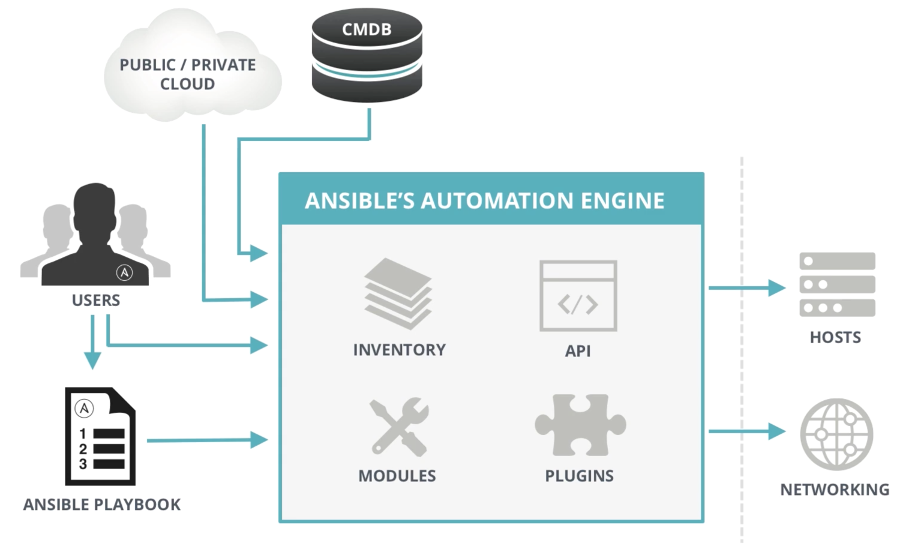 CMDB
PUBLIC / PRIVATE
CLOUD
ANSIBLE'S AUTOMATION ENGINE
A
USERS
INVENTORY
</>
API
HOSTS
A
1
2
3
MODULES
PLUGINS
NETWORKING
ANSIBLE PLAYBOOK